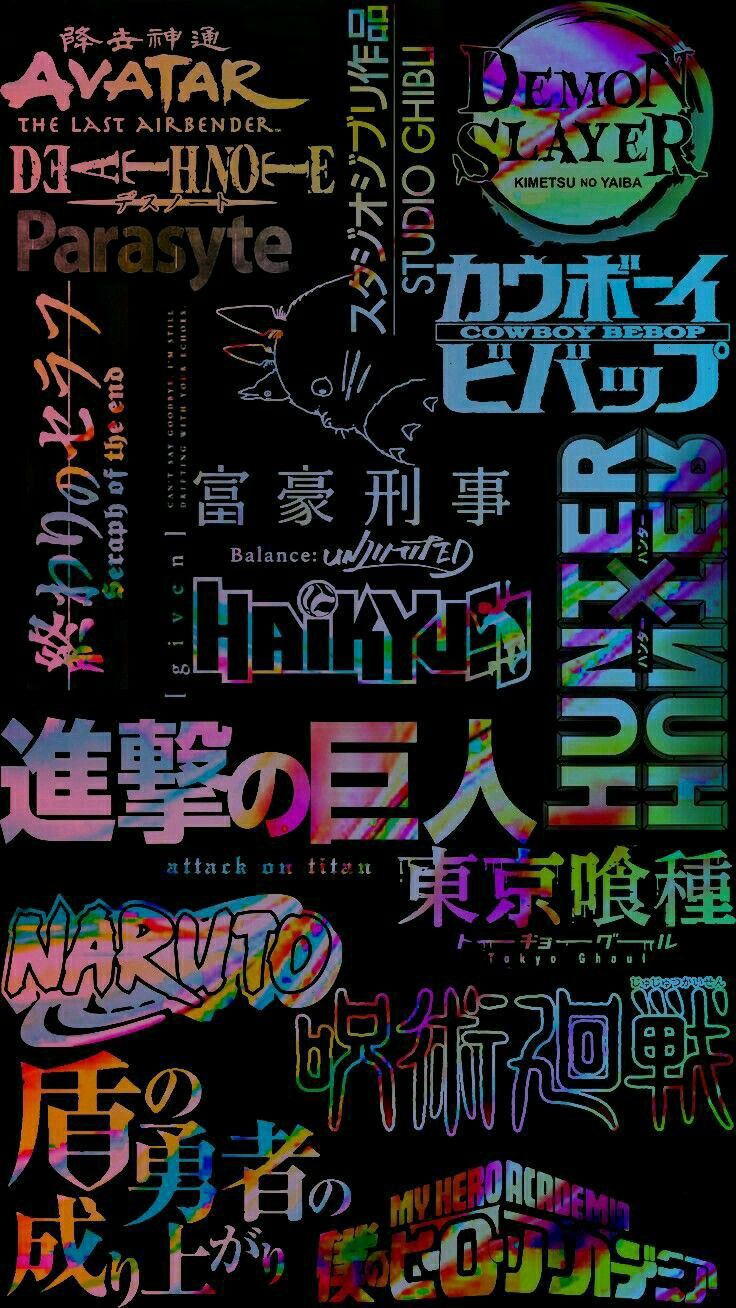 降去神通
AVATAR
THE LAST AIRBENDER™
DEATH NOTE
デスノート
Parasyte
スタジオジブリ作品
STUDIO GHIBLI
DEMON
SLAYER
KIMETSU NO YAIBA
カウボーイ
COWBOY BEBOP
ビバップ
終わりのセラフ
Seraph of the end
CAN'T SAY GOODBYE, I'M STILL
DRIFTING WITH YOUR ECHOES.
[given]
富豪刑事
Balance: UNLIMITED
HAIKYU!!
HUNTER
×
HUNTER
ハンター
ハンター
進撃の巨人
attack on titan
東京喰種
トーキョーグール
Tokyo Ghoul
NARUTO
じゅじゅつかいせん
呪術廻戦
盾の
勇者の
成り上がり
MY HERO ACADEMIA
僕のヒーローアカデミア